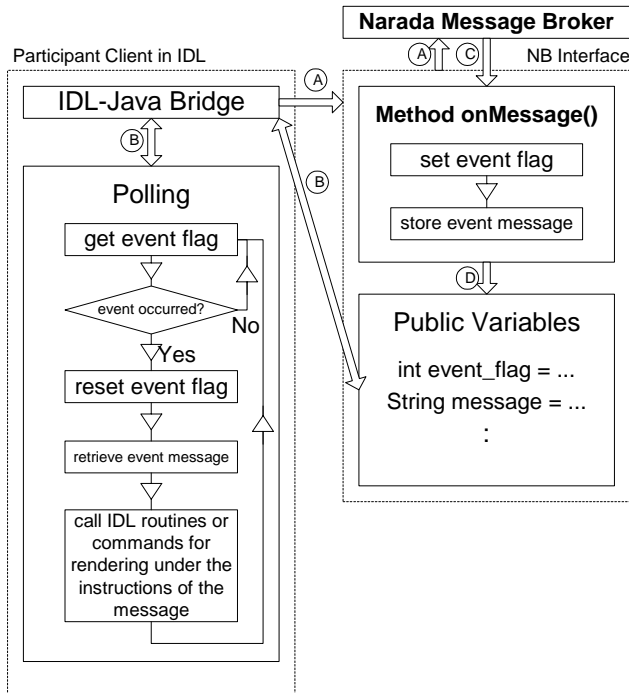 Narada Message Broker
Participant Client in IDL
A
C
NB Interface
IDL-Java Bridge
A
B
B
Polling
get event flag
event occurred?
No
Yes
reset event flag
retrieve event message
call IDL routines or
commands for
rendering under the
instructions of the
message
Method onMessage()
set event flag
store event message
D
Public Variables
int event_flag = ...
String message = ...
: